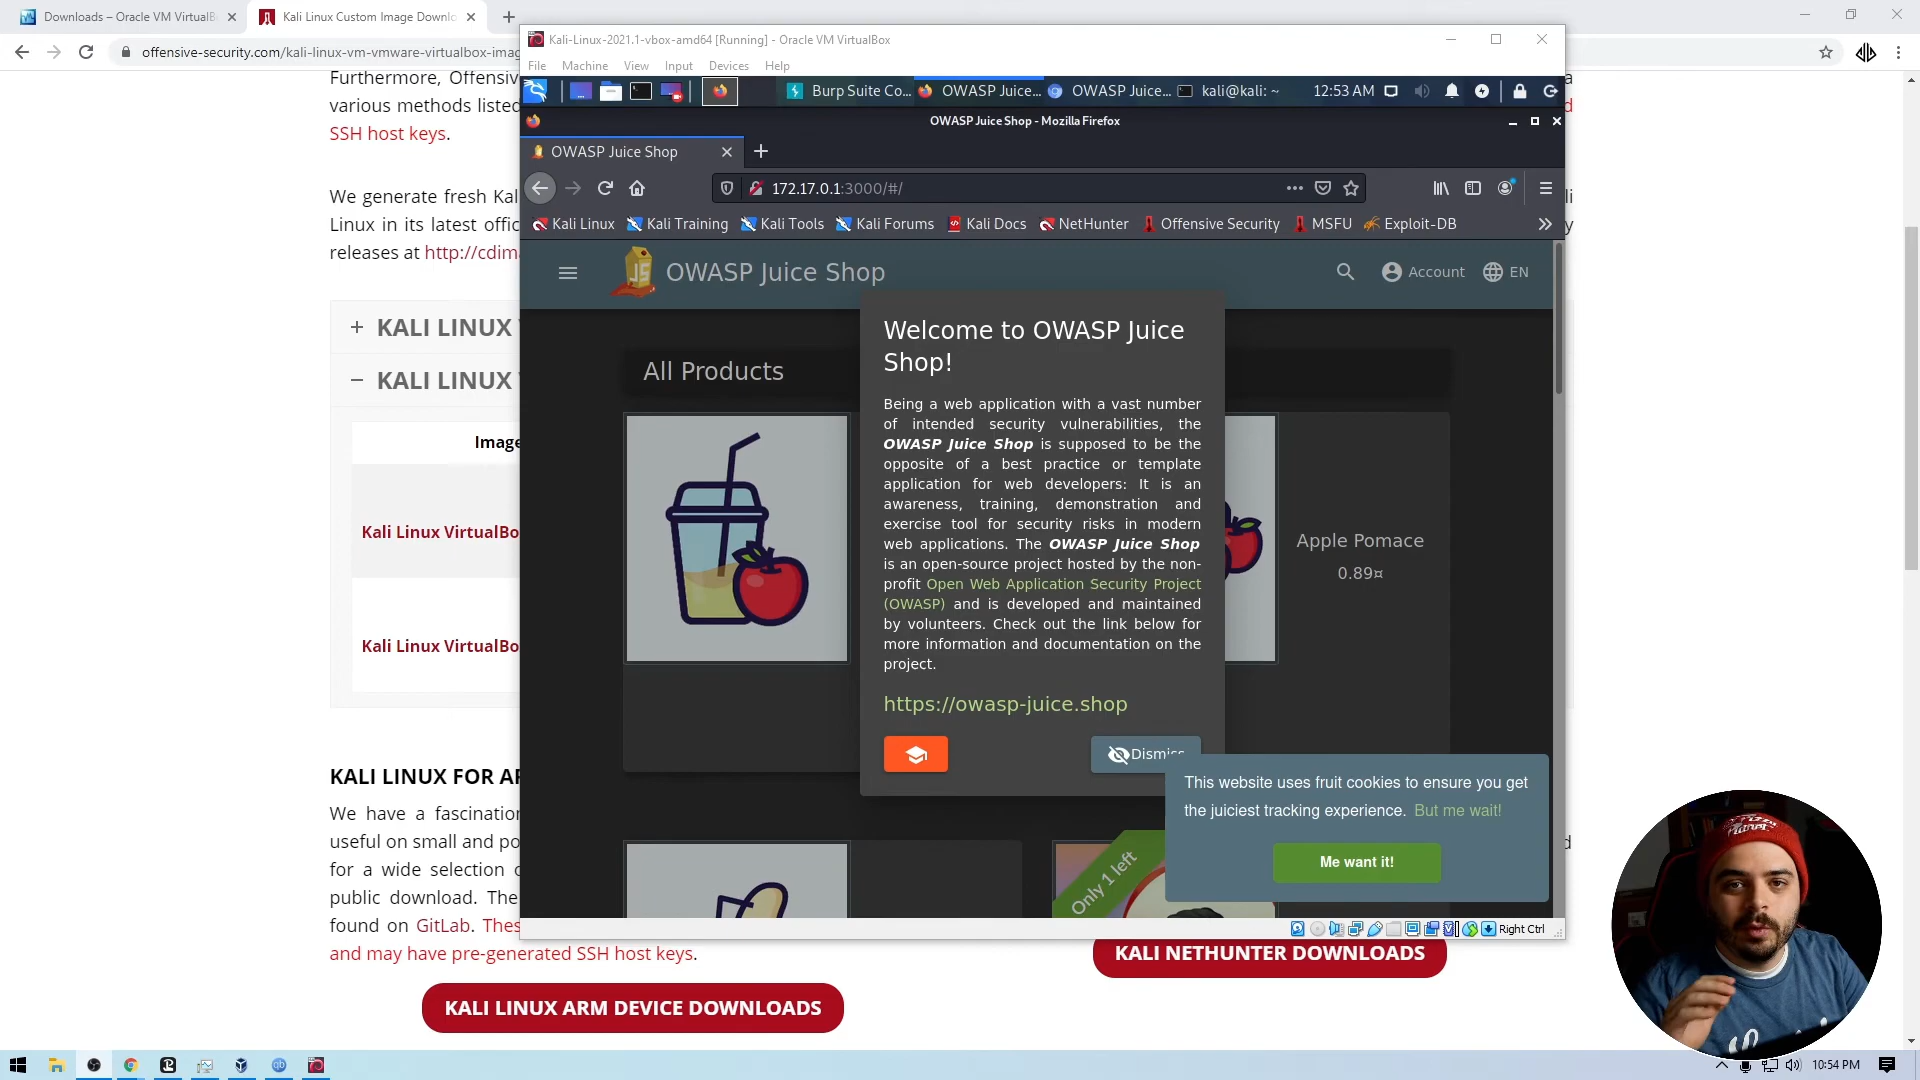 Downloads – Oracle VM VirtualB
Kali Linux Custom Image Downlo
offensive-security.com/kali-linux-vm-vmware-virtualbox-imag
Furthermore, Offensiv
various methods listed
SSH host keys.
We generate fresh Kal
Linux in its latest offic
releases at http://cdima
KALI LINUX
KALI LINUX
Image
Kali Linux VirtualBo
Kali Linux VirtualBo
KALI LINUX FOR AR
We have a fascination
useful on small and po
for a wide selection o
public download. The
found on GitLab. Thes
and may have pre-generated SSH host keys.
KALI LINUX ARM DEVICE DOWNLOADS
KALI NETHUNTER DOWNLOADS
Kali-Linux-2021.1-vbox-amd64 [Running] - Oracle VM VirtualBox
File Machine View Input Devices Help
Burp Suite Co... OWASP Juice... OWASP Juice... kali@kali: ~ 12:53 AM
OWASP Juice Shop - Mozilla Firefox
OWASP Juice Shop
172.17.0.1:3000/#/
Kali Linux Kali Training Kali Tools Kali Forums Kali Docs NetHunter Offensive Security MSFU Exploit-DB
OWASP Juice Shop
Account EN
All Products
Welcome to OWASP Juice
Shop!
Being a web application with a vast number
of intended security vulnerabilities, the
OWASP Juice Shop is supposed to be the
opposite of a best practice or template
application for web developers: It is an
awareness, training, demonstration and
exercise tool for security risks in modern
web applications. The OWASP Juice Shop
is an open-source project hosted by the non-
profit Open Web Application Security Project
(OWASP) and is developed and maintained
by volunteers. Check out the link below for
more information and documentation on the
project.
https://owasp-juice.shop
Dismiss
Apple Pomace
0.89¤
Only 1 left
This website uses fruit cookies to ensure you get
the juiciest tracking experience. But me wait!
Me want it!
Right Ctrl
10:54 PM